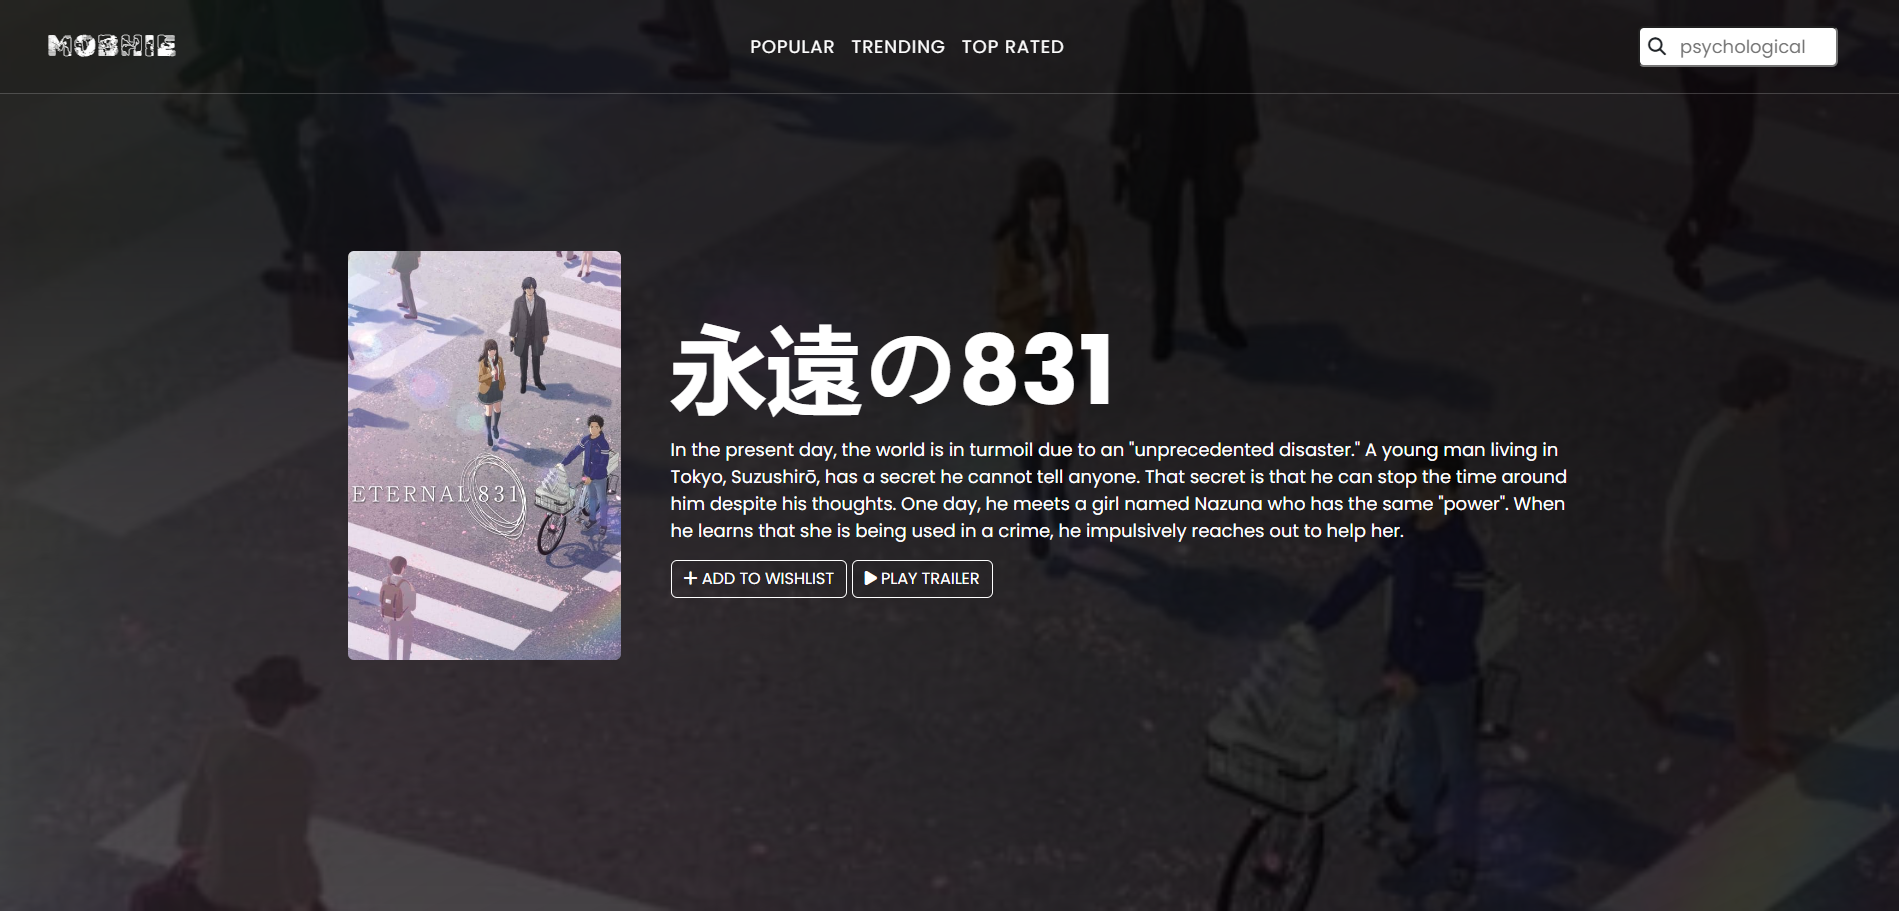 MOBHIE
POPULAR TRENDING TOP RATED
psychological
ETERNAL 831
永遠の831
In the present day, the world is in turmoil due to an "unprecedented disaster." A young man living in
Tokyo, Suzushirō, has a secret he cannot tell anyone. That secret is that he can stop the time around
him despite his thoughts. One day, he meets a girl named Nazuna who has the same "power". When
he learns that she is being used in a crime, he impulsively reaches out to help her.
ADD TO WISHLIST PLAY TRAILER